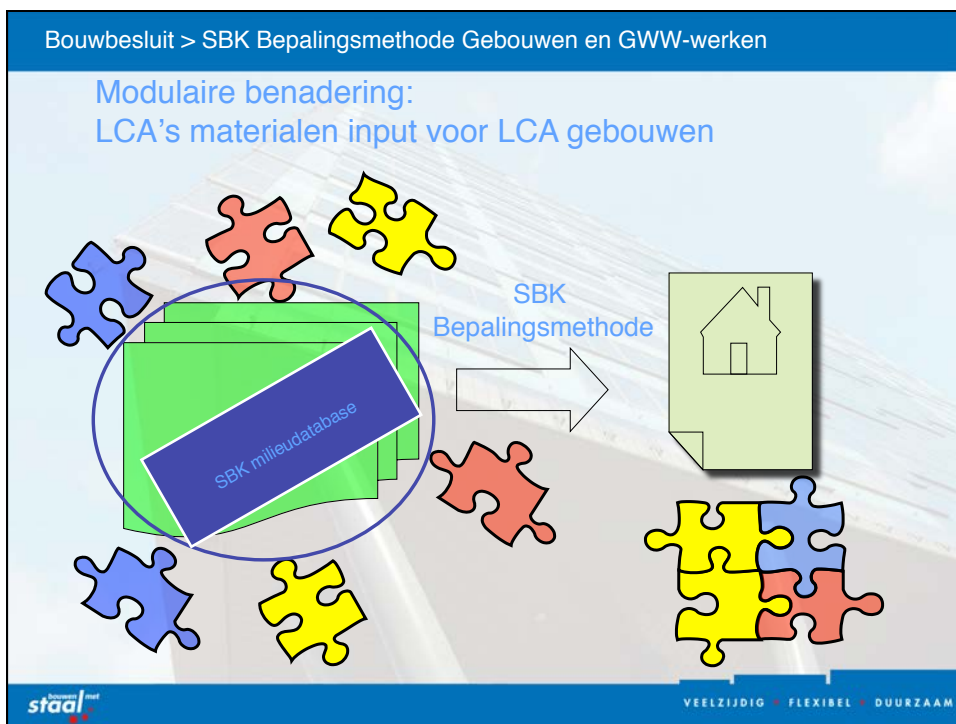 Bouwbesluit > SBK Bepalingsmethode Gebouwen en GWW-werken
Modulaire benadering:
LCA's materialen input voor LCA gebouwen
SBK
Bepalingsmethode
SBK milieudatabase
bouwen met
staal
VEELZIJDIG FLEXIBEL DUURZAAM